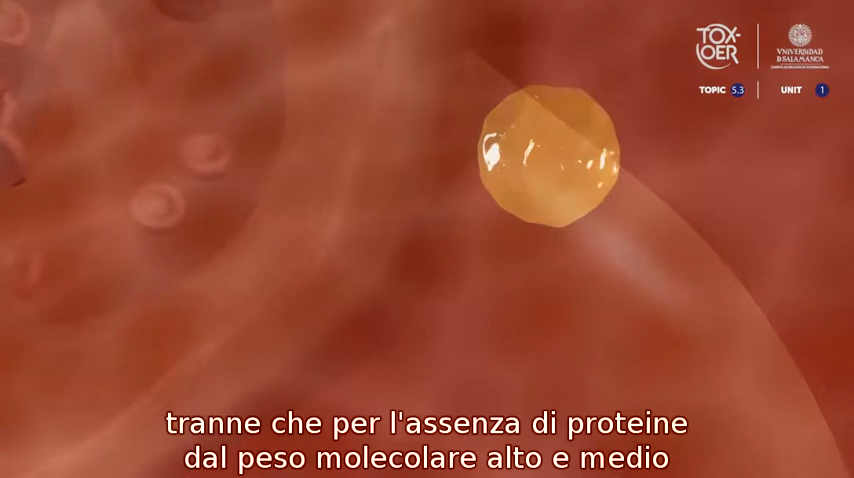 TOX-
OER
VNIVERSIDAD
D SALAMANCA
TOPIC 5.3
UNIT 1
tranne che per l'assenza di proteine
dal peso molecolare alto e medio